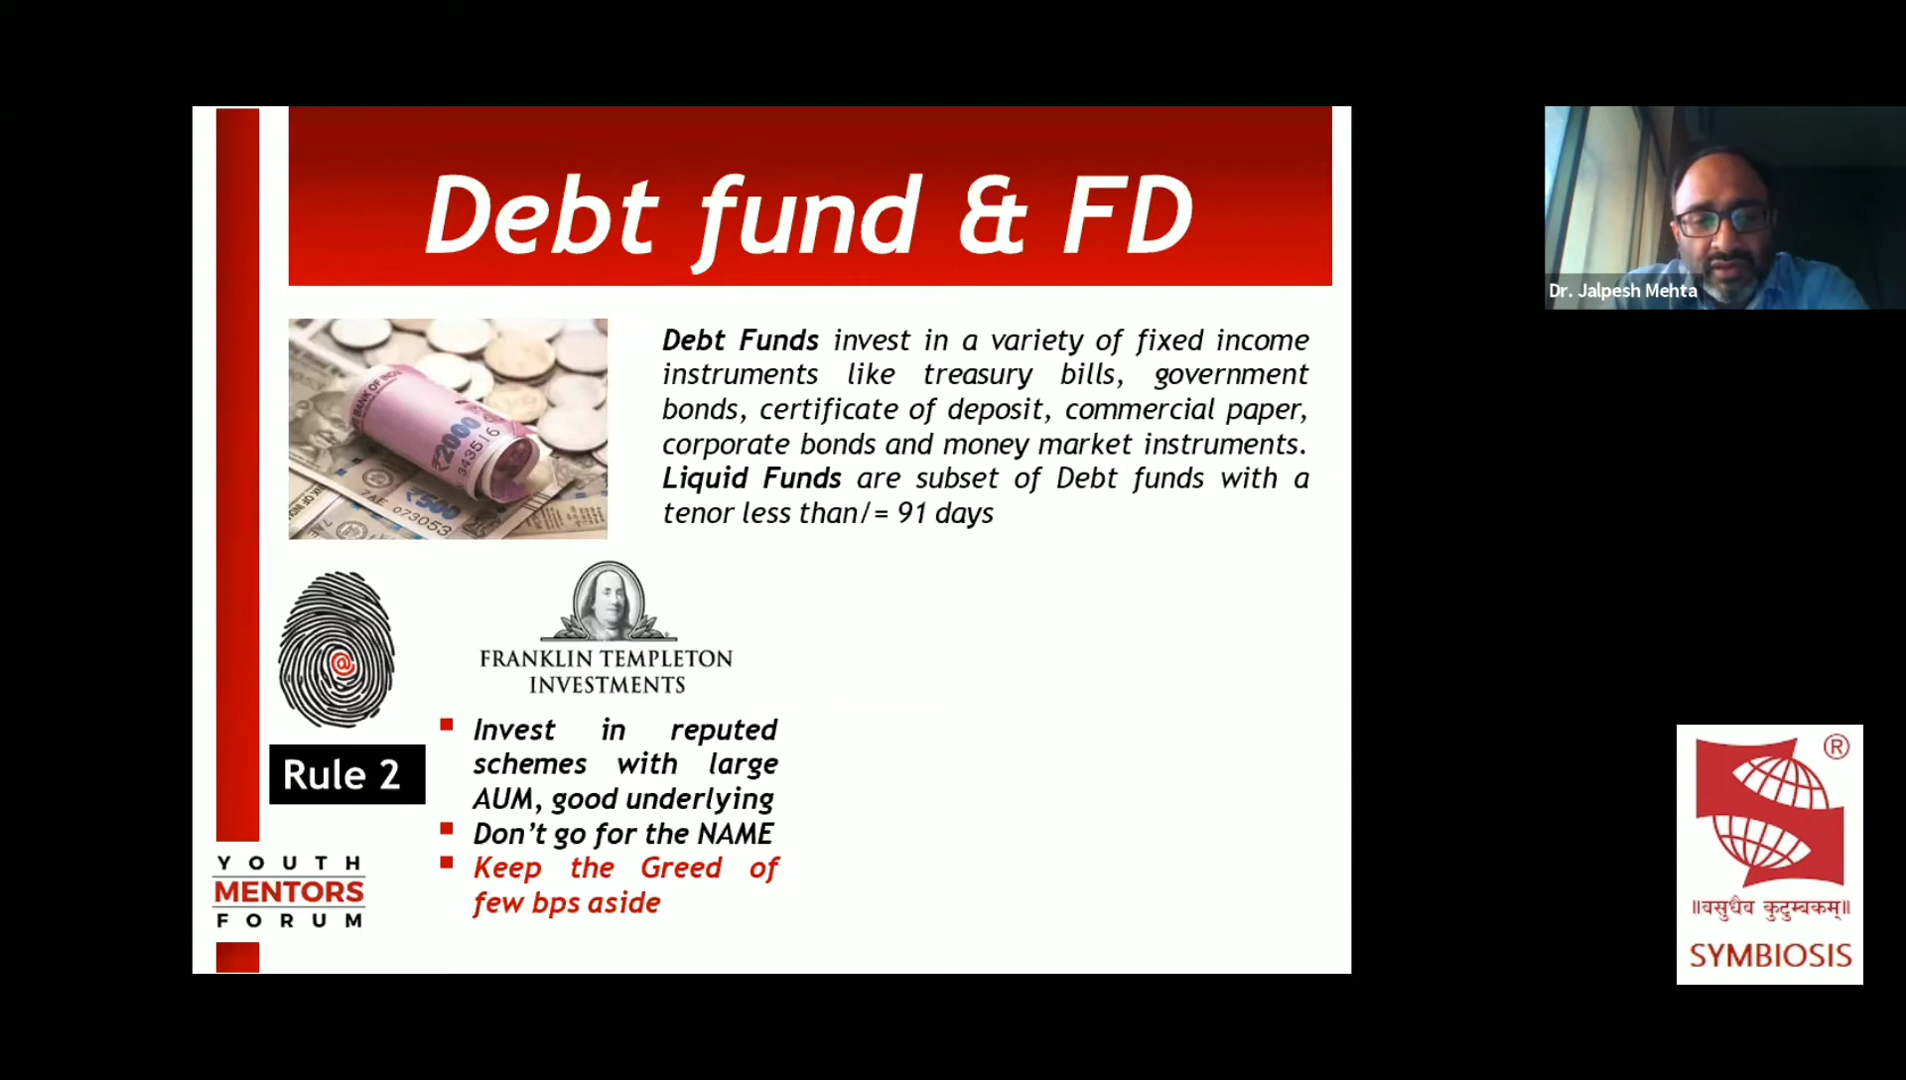 Debt fund & FD
Debt Funds invest in a variety of fixed income
instruments like treasury bills, government
bonds, certificate of deposit, commercial paper,
corporate bonds and money market instruments.
Liquid Funds are subset of Debt funds with a
tenor less than/= 91 days
₹2000
₹500
7AE 073053
FRANKLIN TEMPLETON
INVESTMENTS
@
Rule 2
Invest in reputed
schemes with large
AUM, good underlying
Don't go for the NAME
Keep the Greed of
few bps aside
YOUTH
MENTORS
FORUM
Dr. Jalpesh Mehta
®
॥वसुधैव कुटुम्बकम्॥
SYMBIOSIS